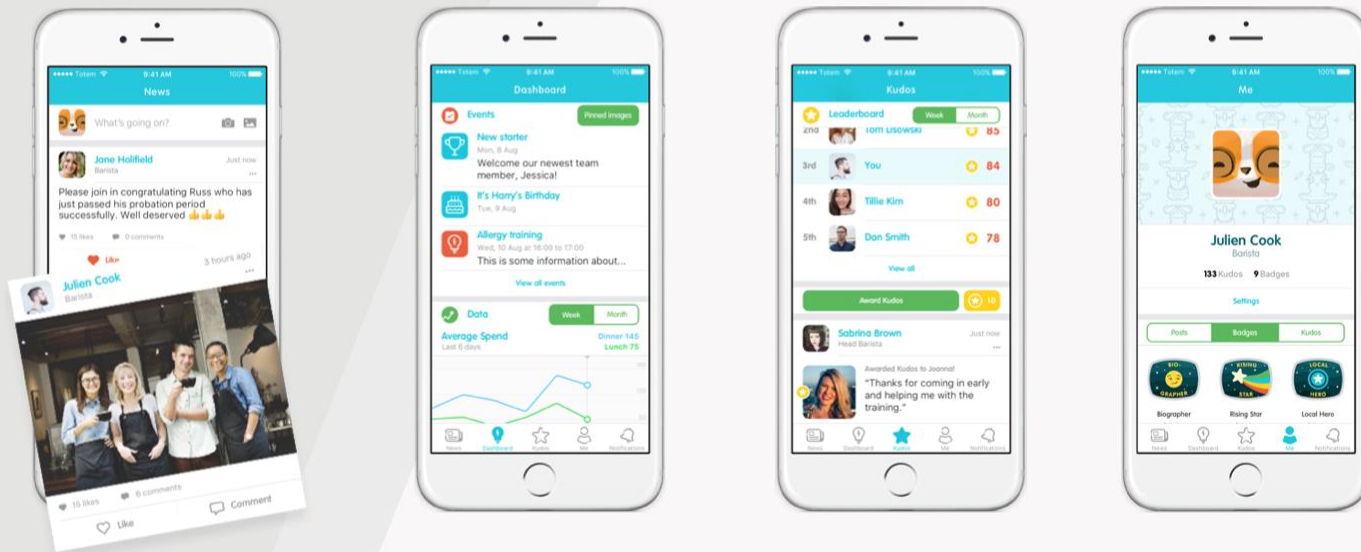 Totem 9:41 AM 100%
News
What's going on?
Jane Holifield
Just now
Barista
Please join in congratulating Russ who has
just passed his probation period
successfully. Well deserved 👍👍👍
15 likes 0 comments
Like
3 hours ago
Julien Cook
Barista
15 likes 6 comments
Like Comment
Totem 9:41 AM 100%
Dashboard
Events Pinned images
New starter
Mon, 8 Aug
Welcome our newest team
member, Jessica!
It's Harry's Birthday
Tue, 9 Aug
Allergy training
Wed, 10 Aug at 16:00 to 17:00
This is some information about...
View all events
Data Week Month
Average Spend Dinner 145
Last 6 days Lunch 75
News Dashboard Kudos Me Notifications
Totem 9:41 AM 100%
Kudos
Leaderboard Week Month
2nd Tom Lisowski 85
3rd You 84
4th Tillie Kim 80
5th Dan Smith 78
View all
Award Kudos 10
Sabrina Brown Just now
Head Barista
Awarded Kudos to Joanna!
"Thanks for coming in early
and helping me with the
training."
News Dashboard Kudos Me Notifications
Totem 9:41 AM 100%
Me
Julien Cook
Barista
133 Kudos 9 Badges
Settings
Posts Badges Kudos
BIO-
GRAPHER
RISING
STAR
LOCAL
HERO
Biographer Rising Star Local Hero
News Dashboard Kudos Me Notifications